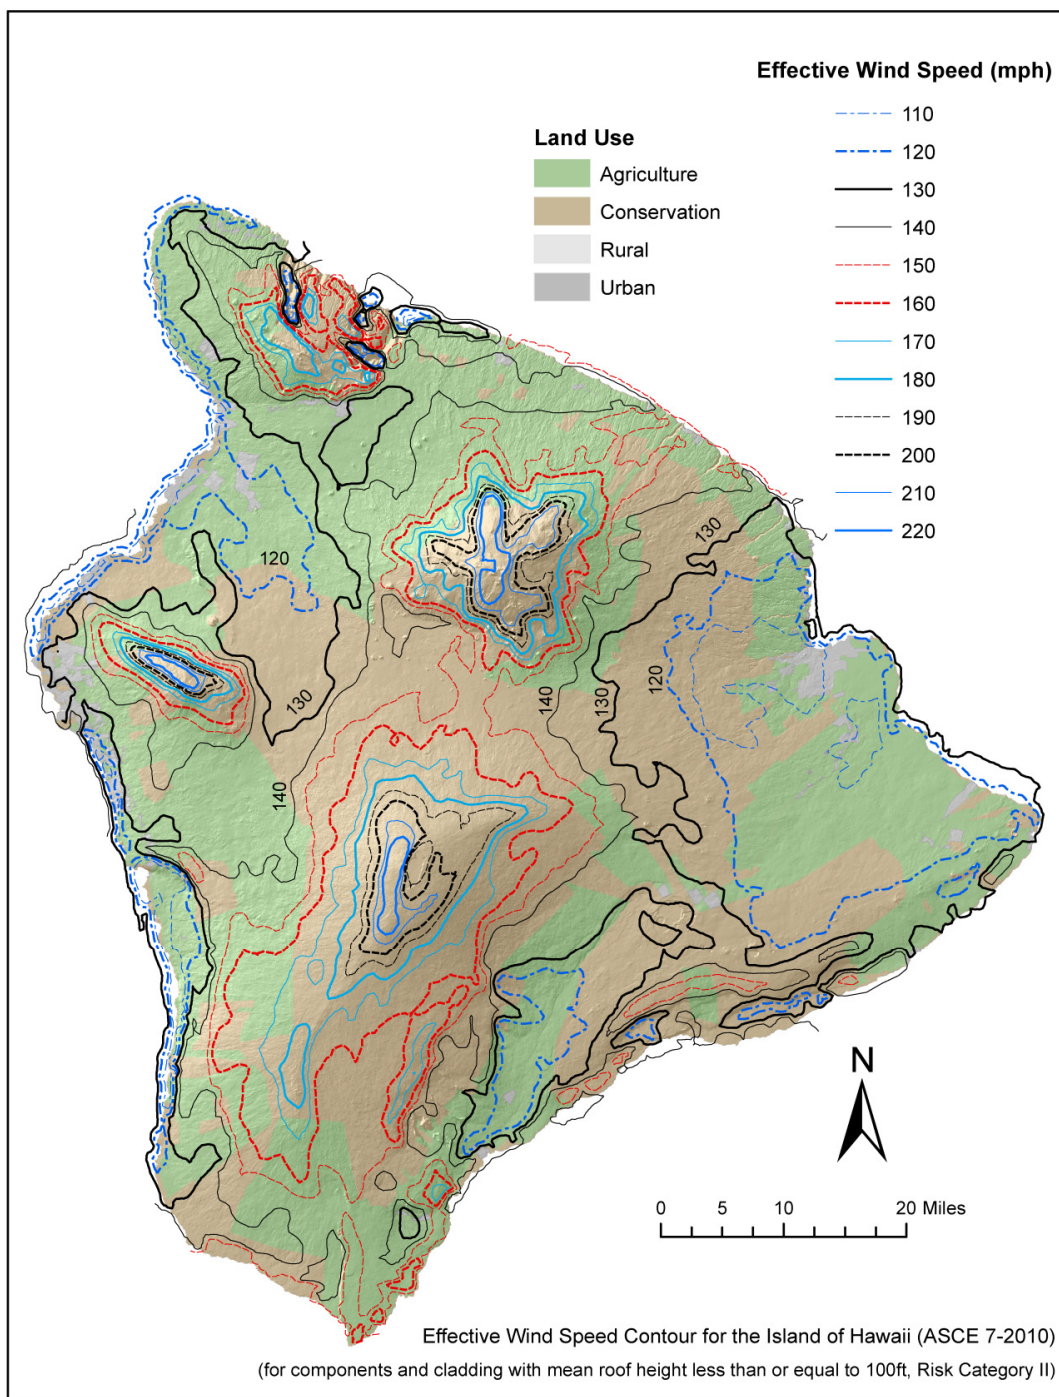 Effective Wind Speed (mph)
110
120
130
140
150
160
170
180
190
200
210
220
Land Use
Agriculture
Conservation
Rural
Urban
130
120
130
120
130
140
140
N
0 5 10 20 Miles
Effective Wind Speed Contour for the Island of Hawaii (ASCE 7-2010)
(for components and cladding with mean roof height less than or equal to 100ft, Risk Category II)